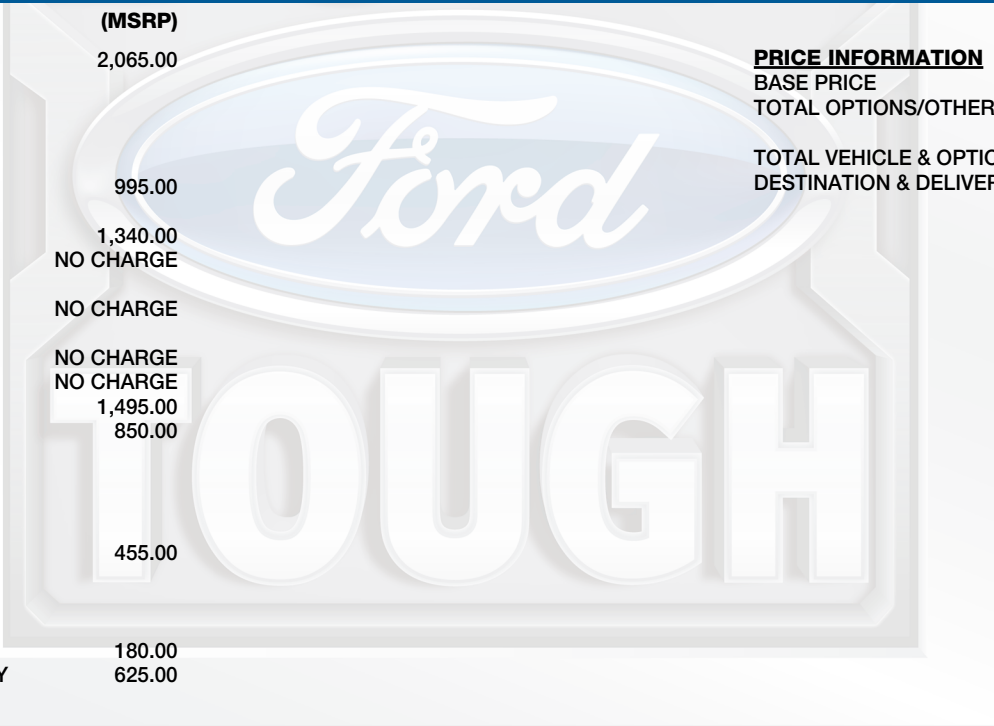 (MSRP)
2,065.00
995.00
1,340.00
NO CHARGE
NO CHARGE
NO CHARGE
NO CHARGE
1,495.00
850.00
455.00
180.00
Y 625.00
PRICE INFORMATION
BASE PRICE
TOTAL OPTIONS/OTHER
TOTAL VEHICLE & OPTIO
DESTINATION & DELIVER
Ford
TOUGH